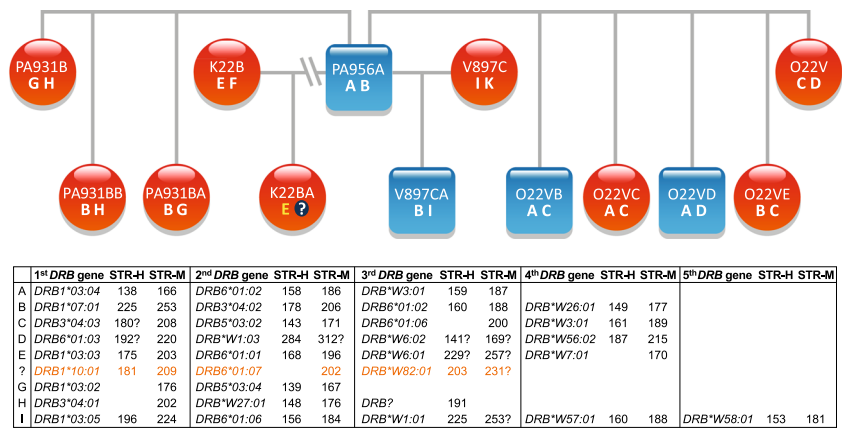 PA931B
G H
K22B
E F
PA956A
A B
V897C
I K
O22V
C D
PA931BB
B H
PA931BA
B G
K22BA
E ?
V897CA
B I
O22VB
A C
O22VC
A C
O22VD
A D
O22VE
B C
1st DRB gene STR-H STR-M 2nd DRB gene STR-H STR-M 3rd DRB gene STR-H STR-M 4th DRB gene STR-H STR-M 5th DRB gene STR-H STR-M
A DRB1*03:04 138 166 DRB6*01:02 158 186 DRB*W3:01 159 187
B DRB1*07:01 225 253 DRB4*03:02 178 206 DRB6*01:02 160 188 DRB*W26:01 149 177
C DRB3*04:03 180? 208 DRB5*03:02 143 171 DRB6*01:06 200 DRB*W3:01 161 189
D DRB6*01:03 192? 220 DRB*W1:03 284 312? DRB*W6:02 141? 169? DRB*W56:02 187 215
E DRB1*03:03 175 203 DRB6*01:01 168 196 DRB*W6:01 229? 257? DRB*W7:01 170
? DRB1*10:01 181 209 DRB6*01:07 202 DRB*W82:01 203 231?
G DRB1*03:02 176 DRB5*03:04 139 167
H DRB3*04:01 202 DRB*W27:01 148 176 DRB? 191
I DRB1*03:05 196 224 DRB6*01:06 156 184 DRB*W1:01 225 253? DRB*W57:01 160 188 DRB*W58:01 153 181